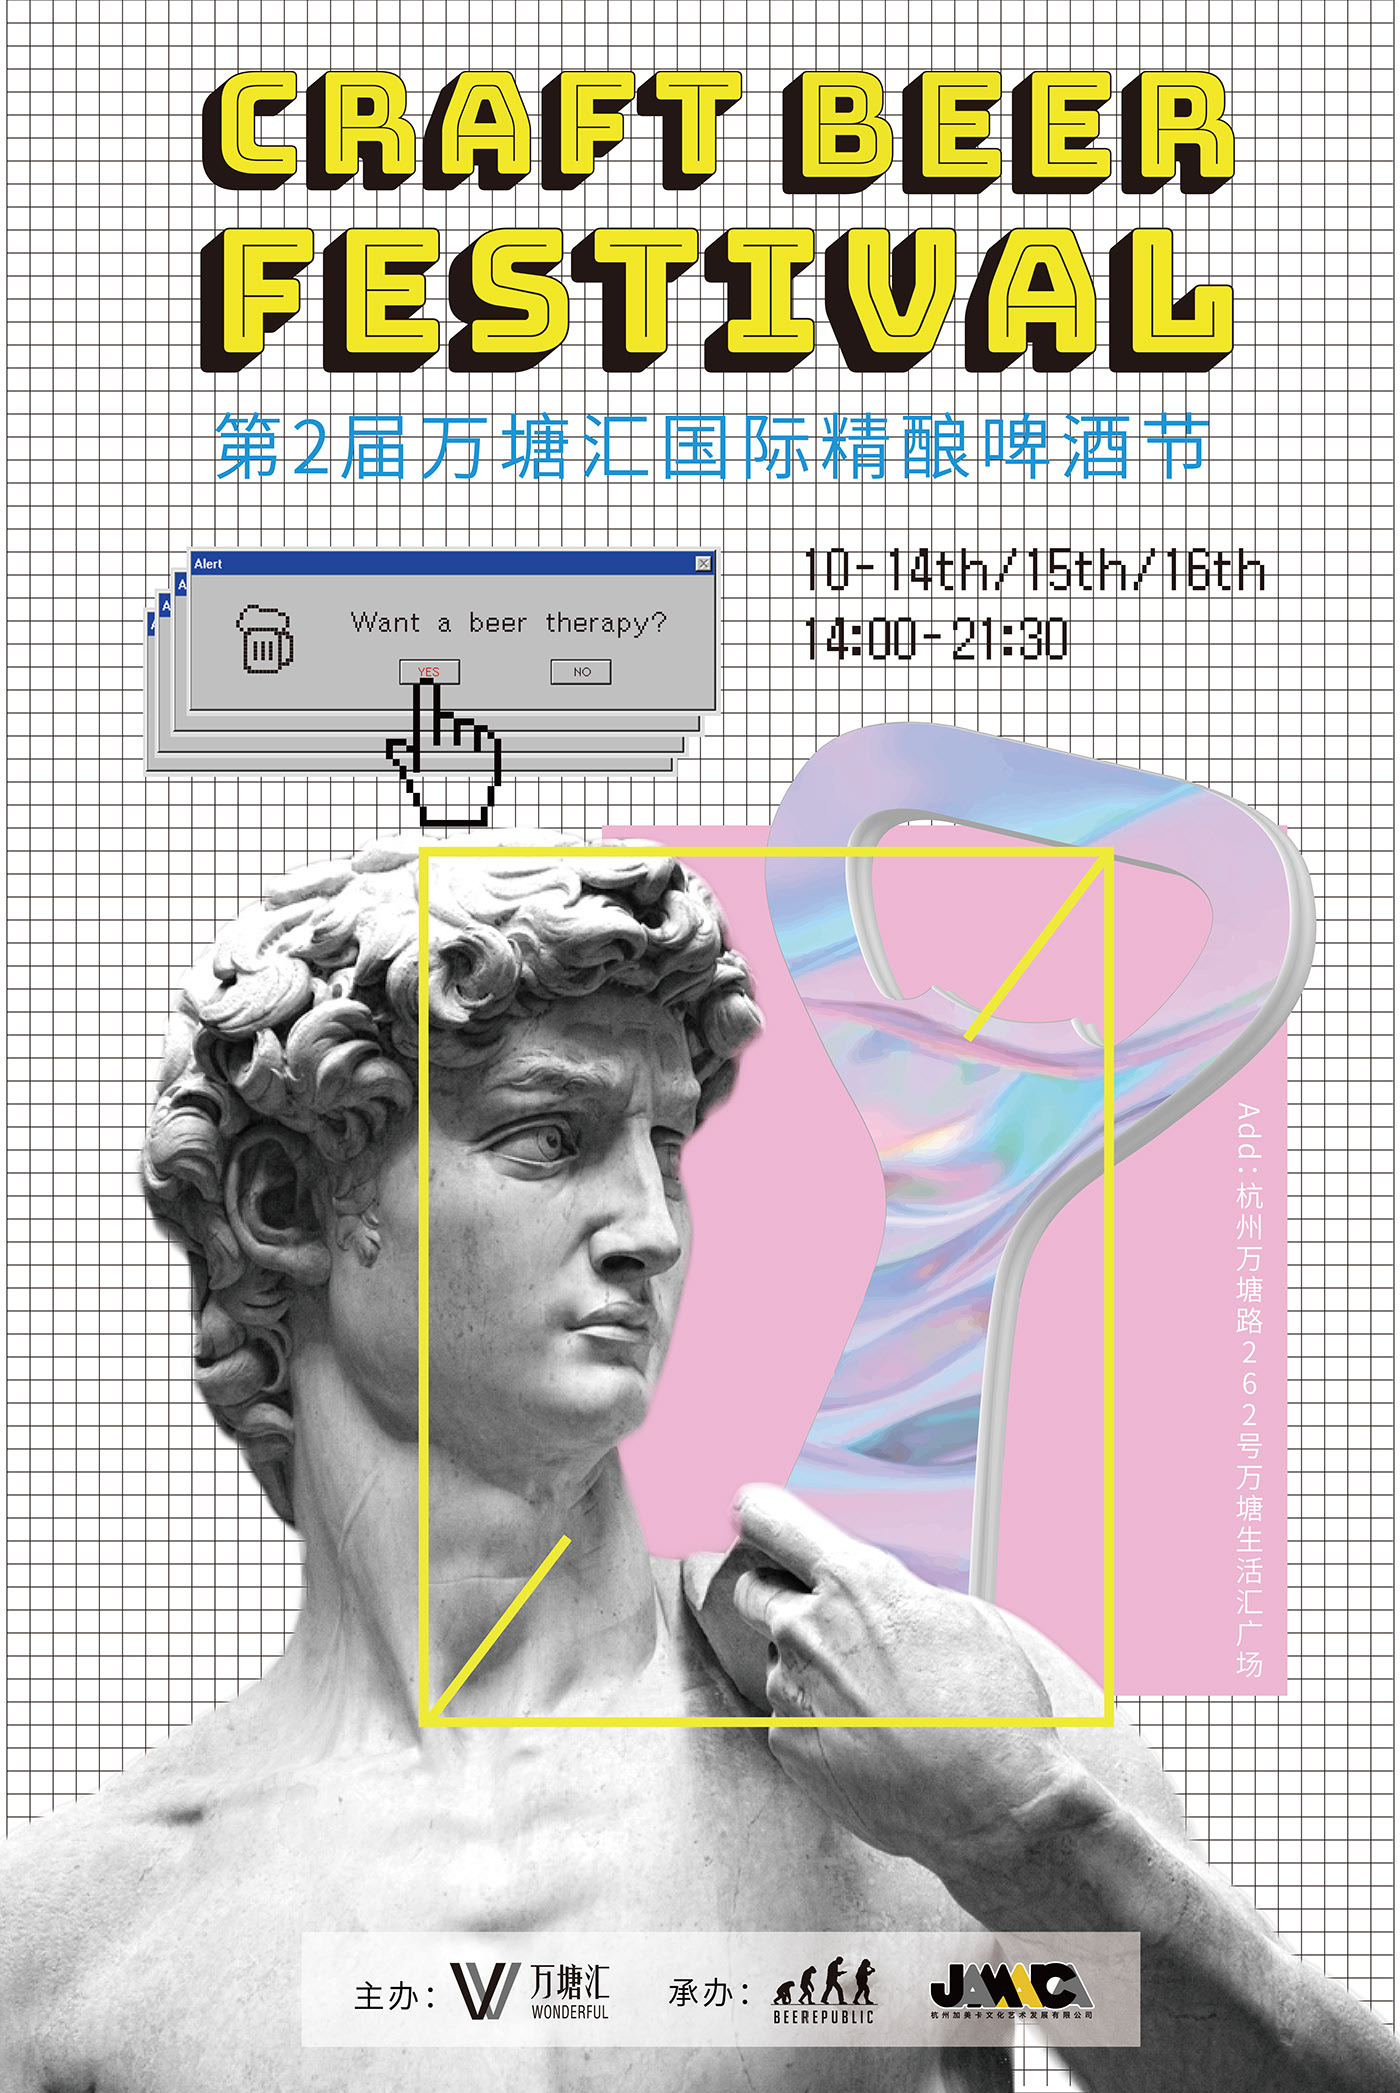 CRAFT BEER
FESTIVAL
第2届万塘汇国际精酿啤酒节
Alert
Want a beer therapy?
YES
NO
A
A
A
10-14th/15th/16th
14:00-21:30
Add:杭州万塘路262号万塘生活汇广场
主办:
万塘汇
WONDERFUL
承办:
BEEREPUBLIC
JAMAICA
杭州加美卡文化艺术发展有限公司